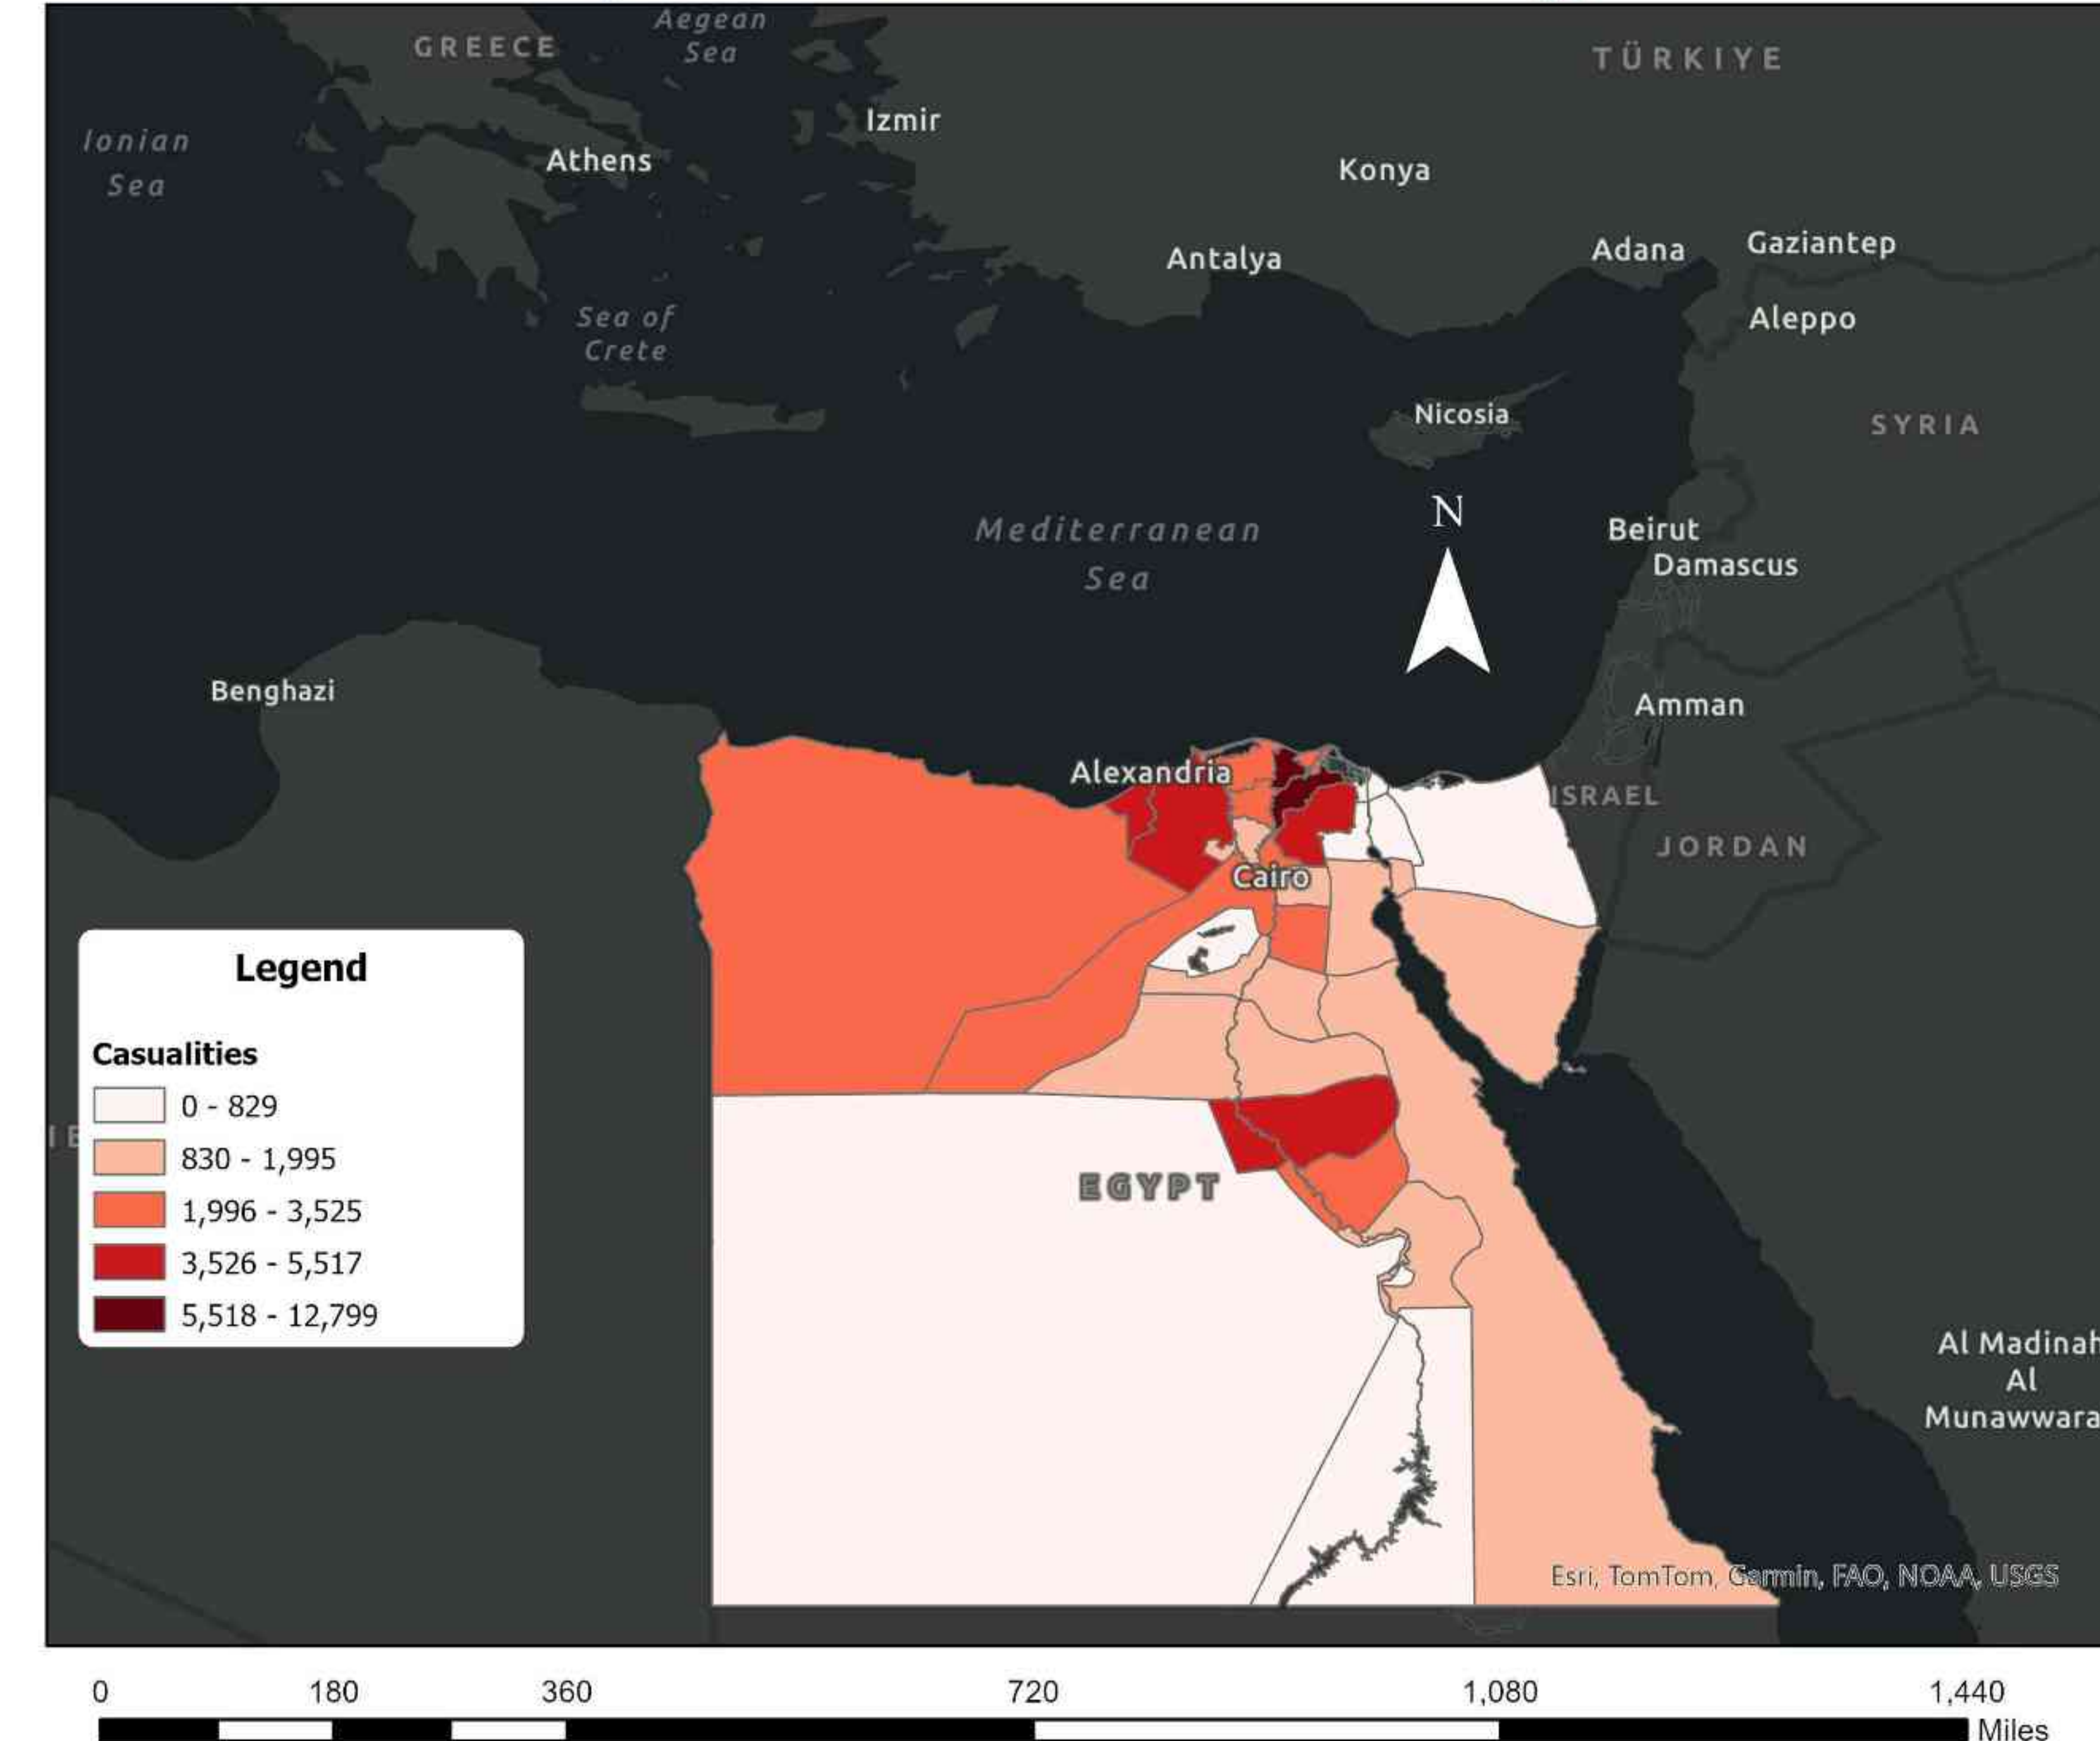 GREECE
Aegean
Sea
TÜRKIYE
Izmir
Ionian
Sea
Athens
Konya
Antalya
Adana
Gaziantep
Sea of
Crete
Aleppo
Nicosia
SYRIA
N
Mediterranean
Sea
Beirut
Damascus
Benghazi
Amman
Alexandria
ISRAEL
JORDAN
Cairo
Legend
Casualities
0 - 829
830 - 1,995
1,996 - 3,525
3,526 - 5,517
5,518 - 12,799
EGYPT
Al Madinah
Al
Munawwara
Esri, TomTom, Garmin, FAO, NOAA, USGS
0 180 360 720 1,080 1,440
Miles